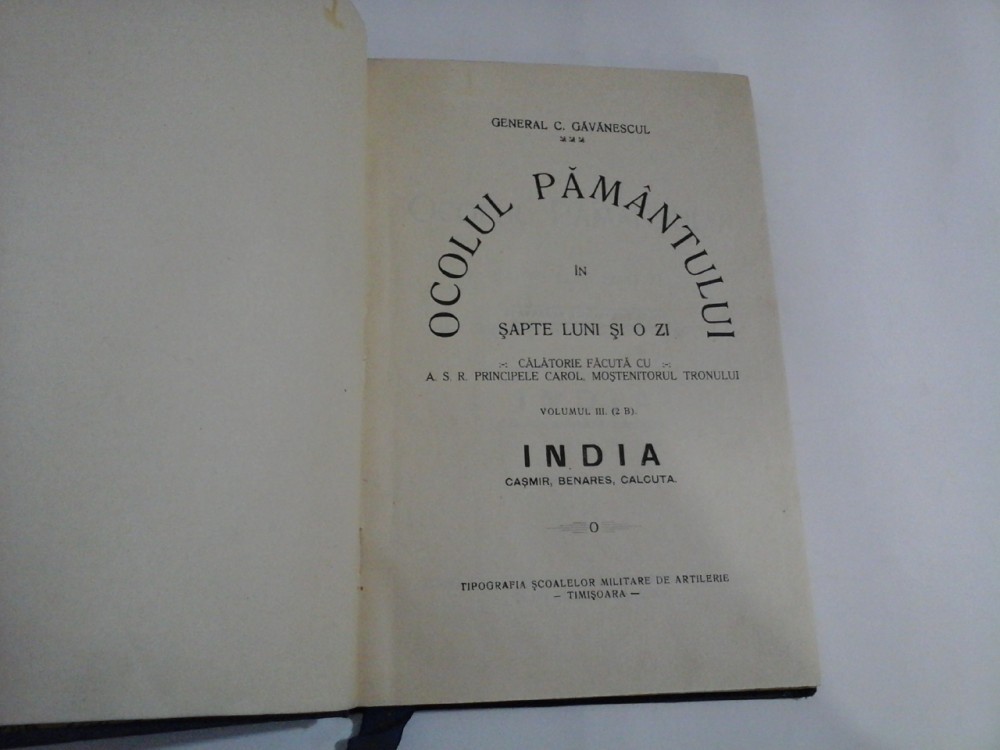 GENERAL C. GĂVĂNESCUL
OCOLUL PĂMÂNTULUI
ÎN
ŞAPTE LUNI ŞI O ZI
CĂLĂTORIE FĂCUTĂ CU
A. S. R. PRINCIPELE CAROL, MOŞTENITORUL TRONULUI
VOLUMUL III. (2 B).
INDIA
CAŞMIR, BENARES, CALCUTA.
O
TIPOGRAFIA ŞCOALELOR MILITARE DE ARTILERIE
– TIMIŞOARA —